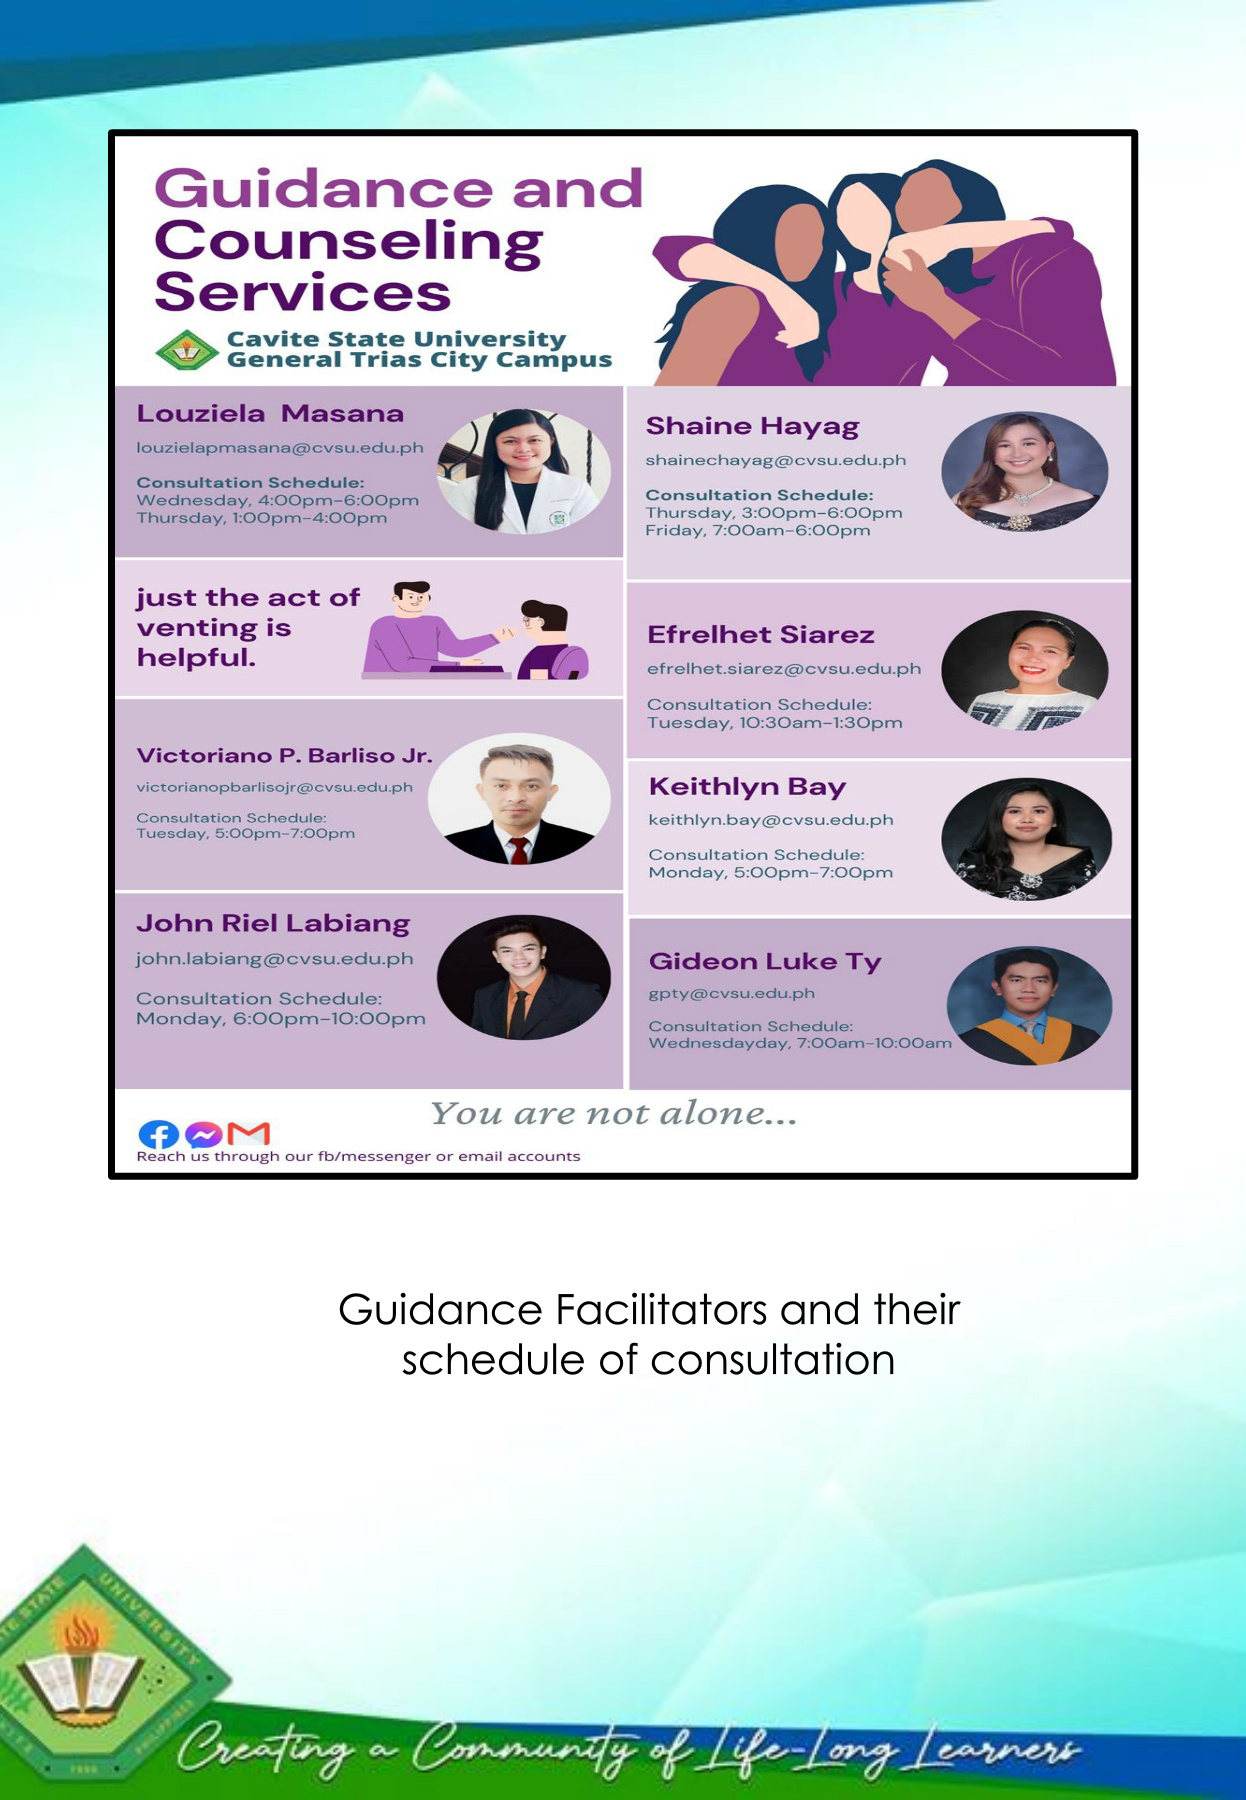 Guidance and
Counseling
Services
Cavite State University
General Trias City Campus
Louziela Masana
louzielapmasana@cvsu.edu.ph
Consultation Schedule:
Wednesday, 4:00pm-6:00pm
Thursday, 1:00pm-4:00pm
just the act of
venting is
helpful.
Victoriano P. Barliso Jr.
victorianopbarlisojr@cvsu.edu.ph
Consultation Schedule:
Tuesday, 5:00pm-7:00pm
John Riel Labiang
john.labiang@cvsu.edu.ph
Consultation Schedule:
Monday, 6:00pm-10:00pm
Shaine Hayag
shainechayag@cvsu.edu.ph
Consultation Schedule:
Thursday, 3:00pm-6:00pm
Friday, 7:00am-6:00pm
Efrelhet Siarez
efrelhet.siarez@cvsu.edu.ph
Consultation Schedule:
Tuesday, 10:30am-1:30pm
Keithlyn Bay
keithlyn.bay@cvsu.edu.ph
Consultation Schedule:
Monday, 5:00pm-7:00pm
Gideon Luke Ty
gpty@cvsu.edu.ph
Consultation Schedule:
Wednesdayday, 7:00am-10:00am
You are not alone...
Reach us through our fb/messenger or email accounts
Guidance Facilitators and their
schedule of consultation
STATE UNIVERSITY
Creating a Community of Life-Long Learners